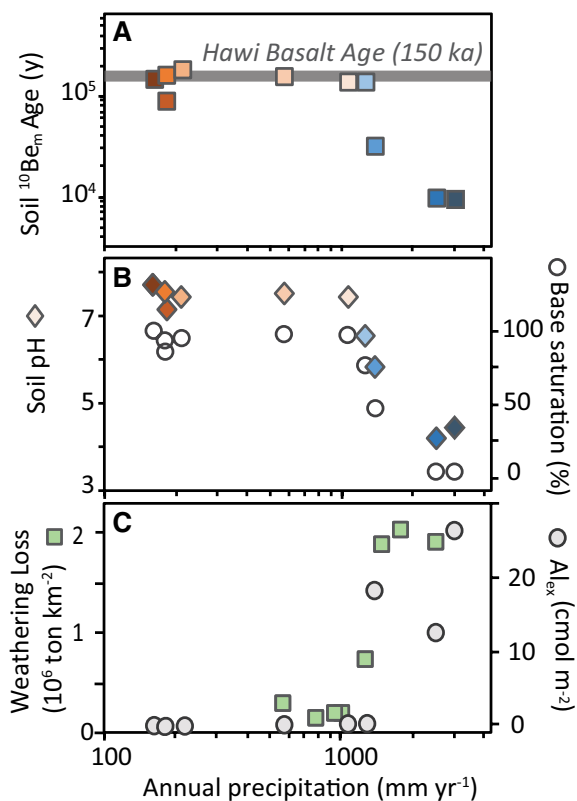 A
Hawi Basalt Age (150 ka)
Soil ¹⁰Beₘ Age (y)
10⁵
10⁴
B
Soil pH
7
5
3
Base saturation (%)
100
50
0
C
Weathering Loss
(10⁶ ton km⁻²)
2
1
0
Alₑₓ (cmol m⁻²)
20
10
0
100
1000
Annual precipitation (mm yr⁻¹)